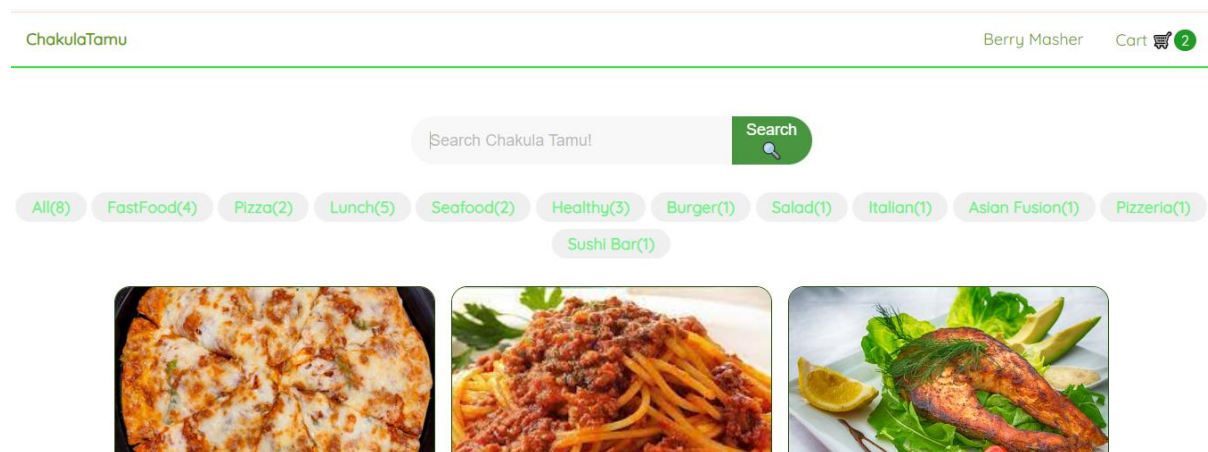 ChakulaTamu Berry Masher Cart 2
Search Chakula Tamu! Search
All(8) FastFood(4) Pizza(2) Lunch(5) Seafood(2) Healthy(3) Burger(1) Salad(1) Italian(1) Asian Fusion(1) Pizzeria(1)
Sushi Bar(1)